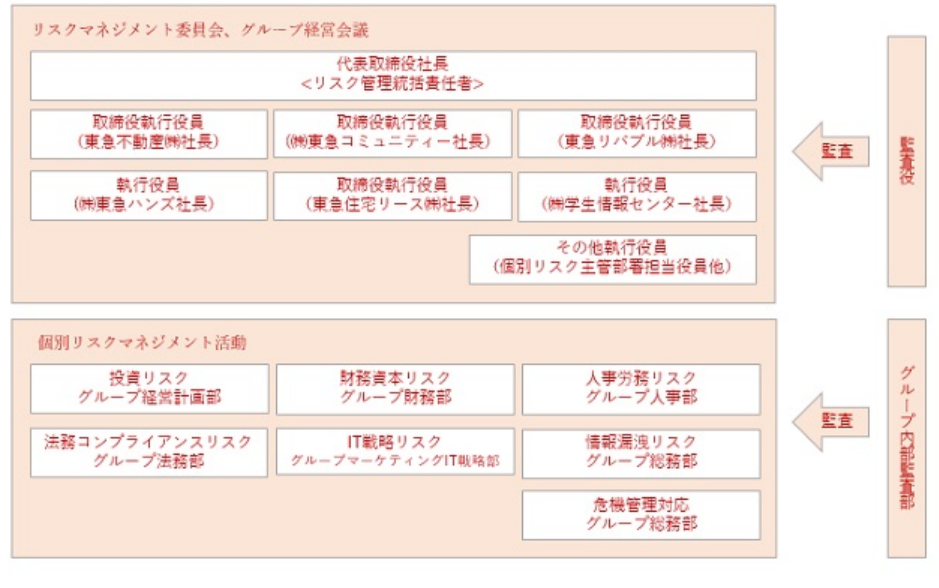 リスクマネジメント委員会、グループ経営会議
代表取締役社長
<リスク管理統括責任者>
取締役執行役員
(東急不動産㈱社長)
取締役執行役員
(㈱東急コミュニティー社長)
取締役執行役員
(東急リバブル㈱社長)
執行役員
(㈱東急ハンズ社長)
取締役執行役員
(東急住宅リース㈱社長)
執行役員
(㈱学生情報センター社長)
その他執行役員
(個別リスク主管部署担当役員他)
監査
監査役
個別リスクマネジメント活動
投資リスク
グループ経営計画部
財務資本リスク
グループ財務部
人事労務リスク
グループ人事部
法務コンプライアンスリスク
グループ法務部
IT戦略リスク
グループマーケティングIT戦略部
情報漏洩リスク
グループ総務部
危機管理対応
グループ総務部
監査
グループ内部監査部